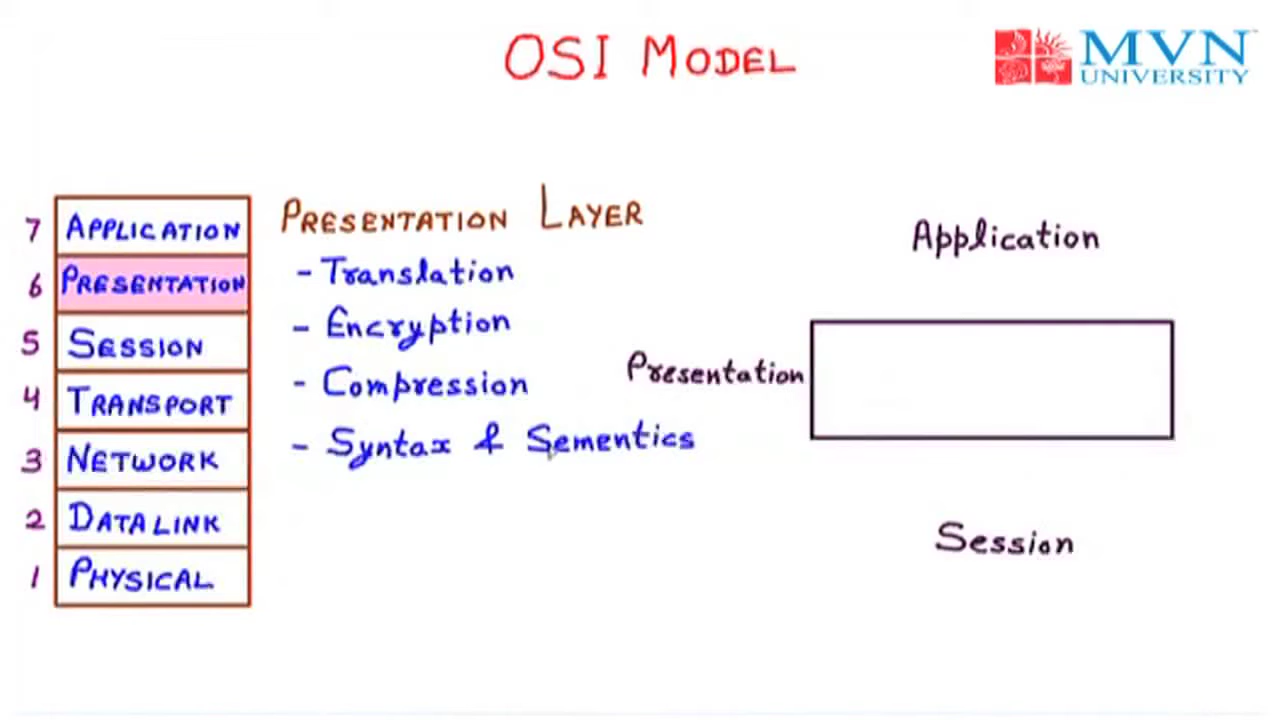 OSI MODEL
MVN
UNIVERSITY
7 APPLICATION
6 PRESENTATION
5 SESSION
4 TRANSPORT
3 NETWORK
2 DATALINK
1 PHYSICAL
PRESENTATION LAYER
- Translation
- Encryption
- Compression
- Syntax & Sementics
Application
Presentation
Session